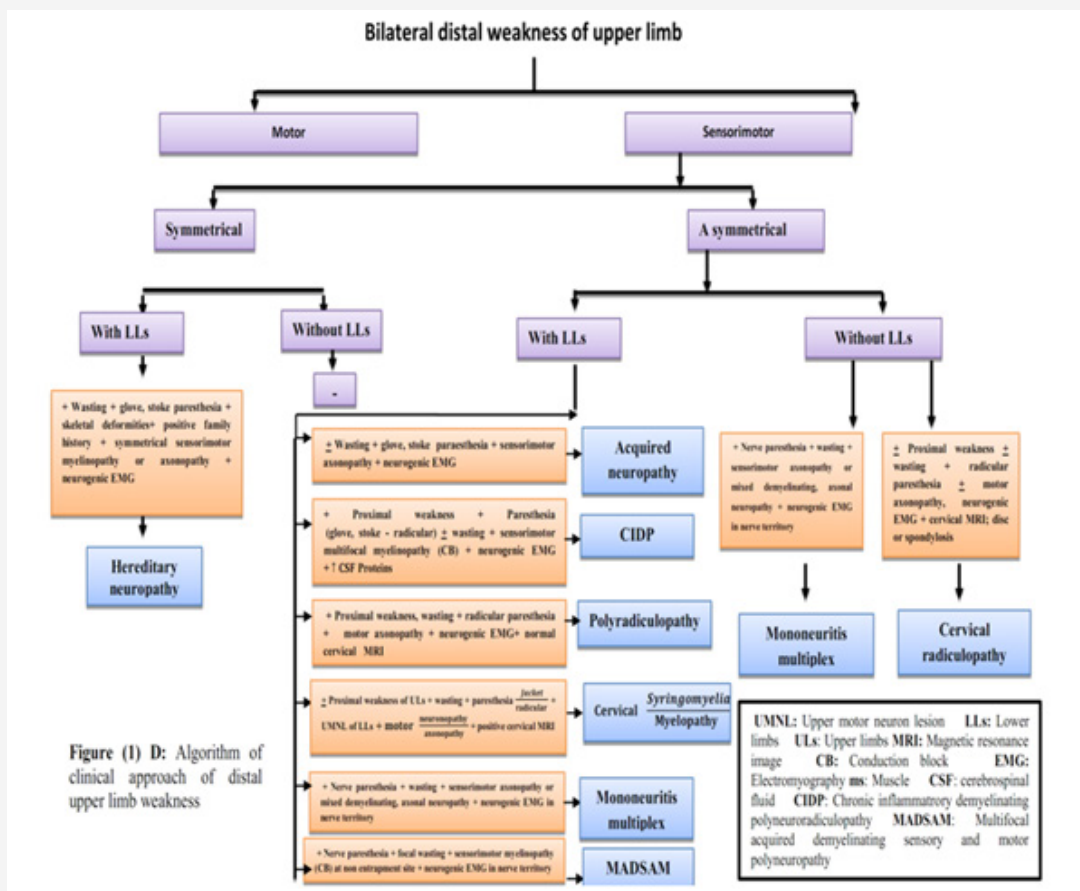 Bilateral distal weakness of upper limb
Motor
Sensorimotor
Symmetrical
A symmetrical
With LLs
Without LLs
With LLs
Without LLs
-
+ Wasting + glove, stoke paresthesia +
skeletal deformities+ positive family
history + symmetrical sensorimotor
myelinopathy or axonopathy +
neurogenic EMG
Hereditary
neuropathy
+ Wasting + glove, stoke paraesthesia + sensorimotor
axonopathy + neurogenic EMG
Acquired
neuropathy
+ Proximal weakness + Paresthesia
(glove, stoke - radicular) + wasting + sensorimotor
multifocal myelinopathy (CB) + neurogenic EMG
+↑ CSF Proteins
CIDP
+ Proximal weakness, wasting + radicular paresthesia
+ motor axonopathy + neurogenic EMG+ normal
cervical MRI
Polyradiculopathy
+ Proximal weakness of ULs + wasting + paresthesia Jacket/radicular +
UMNL of LLs + motor neuronopathy/axonopathy + positive cervical MRI
Cervical Syringomyelia/Myelopathy
+ Nerve paresthesia + wasting + sensorimotor axonopathy or
mixed demyelinating, axonal neuropathy + neurogenic EMG in
nerve territory
Mononeuritis
multiplex
+ Nerve paresthesia + focal wasting + sensorimotor myelinopathy
(CB) at non entrapment site + neurogenic EMG in nerve territory
MADSAM
+ Nerve paresthesia + wasting +
sensorimotor axonopathy or
mixed demyelinating, axonal
neuropathy + neurogenic EMG
in nerve territory
Mononeuritis
multiplex
± Proximal weakness ±
wasting + radicular
paresthesia ± motor
axonopathy, neurogenic
EMG + cervical MRI; disc
or spondylosis
Cervical
radiculopathy
Figure (1) D: Algorithm of
clinical approach of distal
upper limb weakness
UMNL: Upper motor neuron lesion LLs: Lower
limbs ULs: Upper limbs MRI: Magnetic resonance
image CB: Conduction block EMG:
Electromyography ms: Muscle CSF: cerebrospinal
fluid CIDP: Chronic inflammatrory demyelinating
polyneuroradiculopathy MADSAM: Multifocal
acquired demyelinating sensory and motor
polyneuropathy